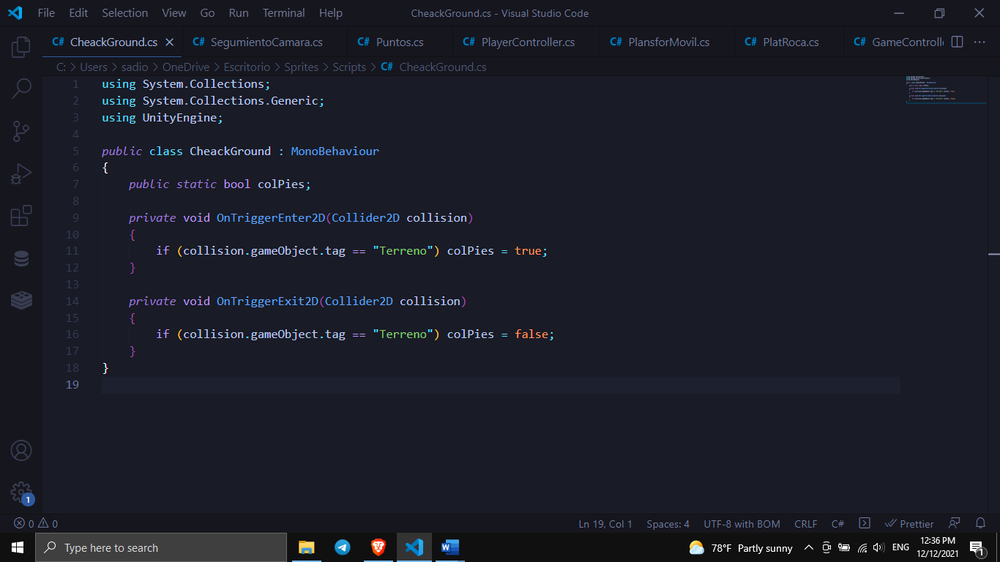 File Edit Selection View Go Run Terminal Help CheackGround.cs - Visual Studio Code
C# CheackGround.cs C# SegumientoCamara.cs C# Puntos.cs C# PlayerController.cs C# PlansforMovil.cs C# PlatRoca.cs C# GameControlle
C: > Users > sadio > OneDrive > Escritorio > Sprites > Scripts > C# CheackGround.cs
1 using System.Collections;
2 using System.Collections.Generic;
3 using UnityEngine;
4
5 public class CheackGround : MonoBehaviour
6 {
7 public static bool colPies;
8
9 private void OnTriggerEnter2D(Collider2D collision)
10 {
11 if (collision.gameObject.tag == "Terreno") colPies = true;
12 }
13
14 private void OnTriggerExit2D(Collider2D collision)
15 {
16 if (collision.gameObject.tag == "Terreno") colPies = false;
17 }
18 }
19
1
0 0 Ln 19, Col 1 Spaces: 4 UTF-8 with BOM CRLF C# Prettier
Type here to search W 78°F Partly sunny ENG 12:36 PM 1
12/12/2021